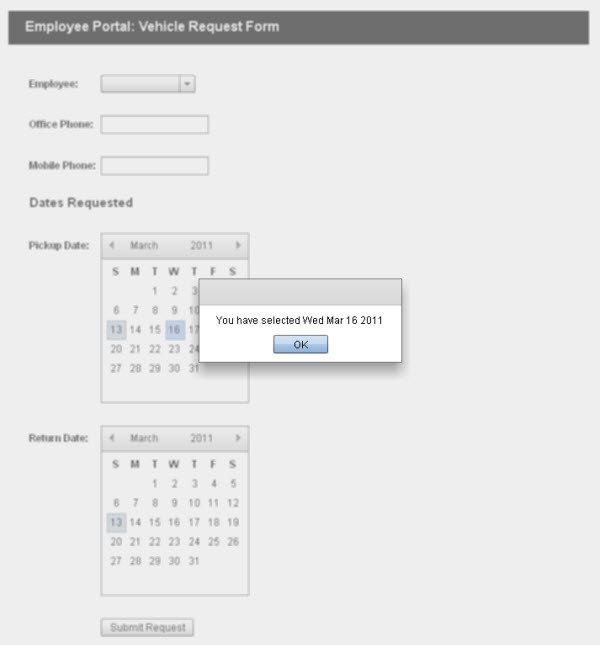 Employee Portal: Vehicle Request Form
Employee:
Office Phone:
Mobile Phone:
Dates Requested
Pickup Date:
March 2011
S M T W T F S
1 2 3
6 7 8 9 10
13 14 15 16 17
20 21 22 23 24
27 28 29 30 31
You have selected Wed Mar 16 2011
OK
Return Date:
March 2011
S M T W T F S
1 2 3 4 5
6 7 8 9 10 11 12
13 14 15 16 17 18 19
20 21 22 23 24 25 26
27 28 29 30 31
Submit Request